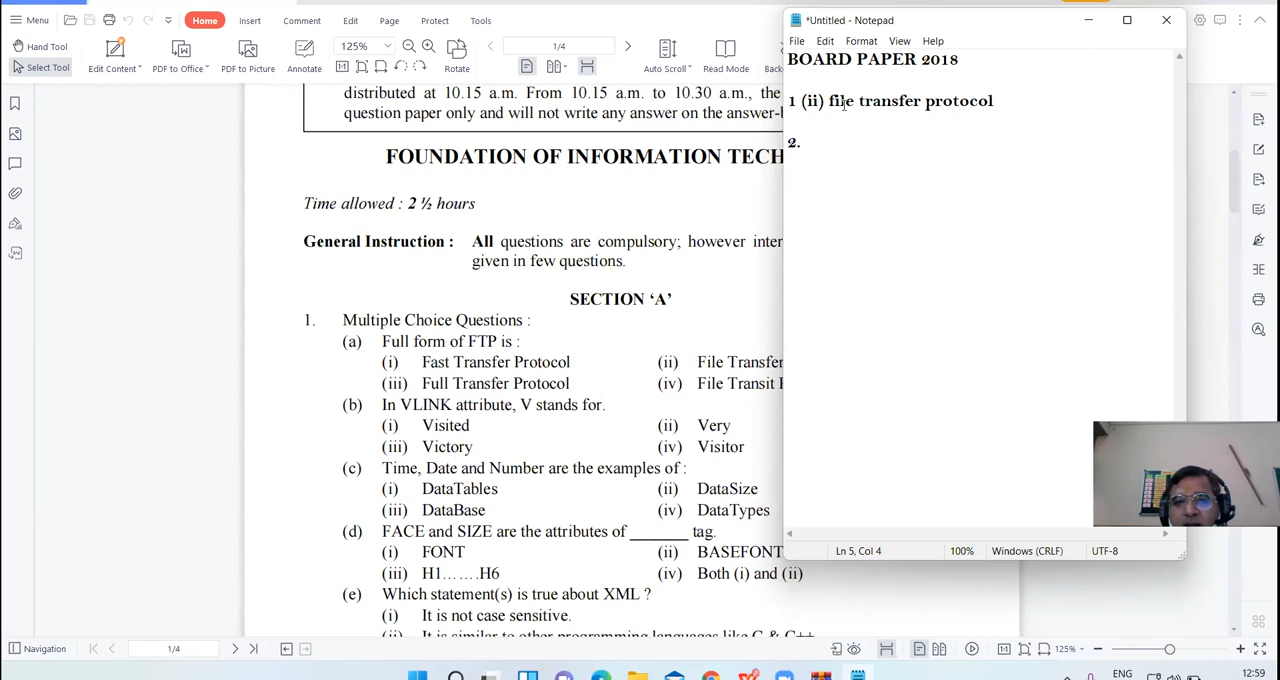 Menu
Home
Insert
Comment
Edit
Page
Protect
Tools
Hand Tool
Select Tool
Edit Content
PDF to Office
PDF to Picture
Annotate
125%
Rotate
1/4
Auto Scroll
Read Mode
distributed at 10.15 a.m. From 10.15 a.m. to 10.30 a.m., the
question paper only and will not write any answer on the answer-b
FOUNDATION OF INFORMATION TECH
Time allowed : 2 ½ hours
General Instruction : All questions are compulsory; however inter
given in few questions.
SECTION ‘A’
1. Multiple Choice Questions :
(a) Full form of FTP is :
(i) Fast Transfer Protocol (ii) File Transfer
(iii) Full Transfer Protocol (iv) File Transit
(b) In VLINK attribute, V stands for.
(i) Visited (ii) Very
(iii) Victory (iv) Visitor
(c) Time, Date and Number are the examples of :
(i) DataTables (ii) DataSize
(iii) DataBase (iv) DataTypes
(d) FACE and SIZE are the attributes of _______ tag.
(i) FONT (ii) BASEFONT
(iii) H1…….H6 (iv) Both (i) and (ii)
(e) Which statement(s) is true about XML ?
(i) It is not case sensitive.
(ii) It is similar to other programming languages like C & C++
*Untitled - Notepad
File Edit Format View Help
BOARD PAPER 2018
1 (ii) file transfer protocol
2.
Ln 5, Col 4
100%
Windows (CRLF)
UTF-8
Navigation
1/4
125%
ENG
12:59